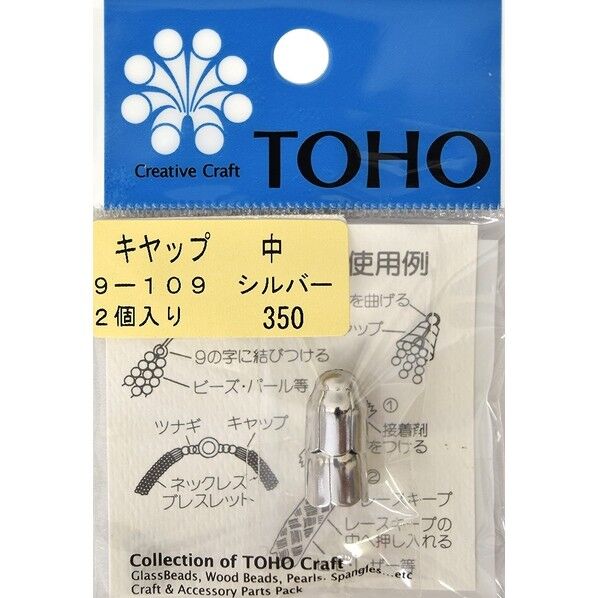 Creative Craft
TOHO
キャップ 中
9-109 シルバー
2個入り 350
使用例
を曲げる
ップ
9の字に結びつける
ビーズ・パール等
①
接着剤
をつける
ツナギ キャップ
ネックレス
ブレスレット
②
レースキープ
レースキープの
中へ押し入れる
ザー等
Collection of TOHO Craft
GlassBeads, Wood Beads, Pearls, Spangles...etc
Craft & Accessory Parts Pack